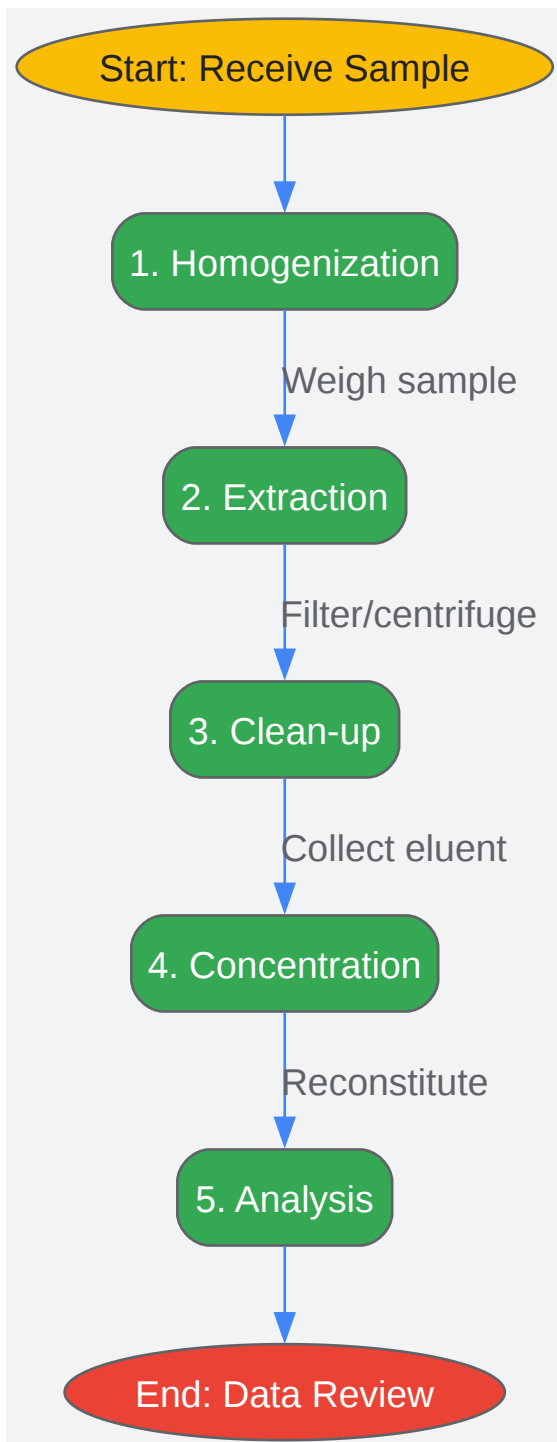 Start: Receive Sample
1. Homogenization
Weigh sample
2. Extraction
Filter/centrifuge
3. Clean-up
Collect eluent
4. Concentration
Reconstitute
5. Analysis
End: Data Review